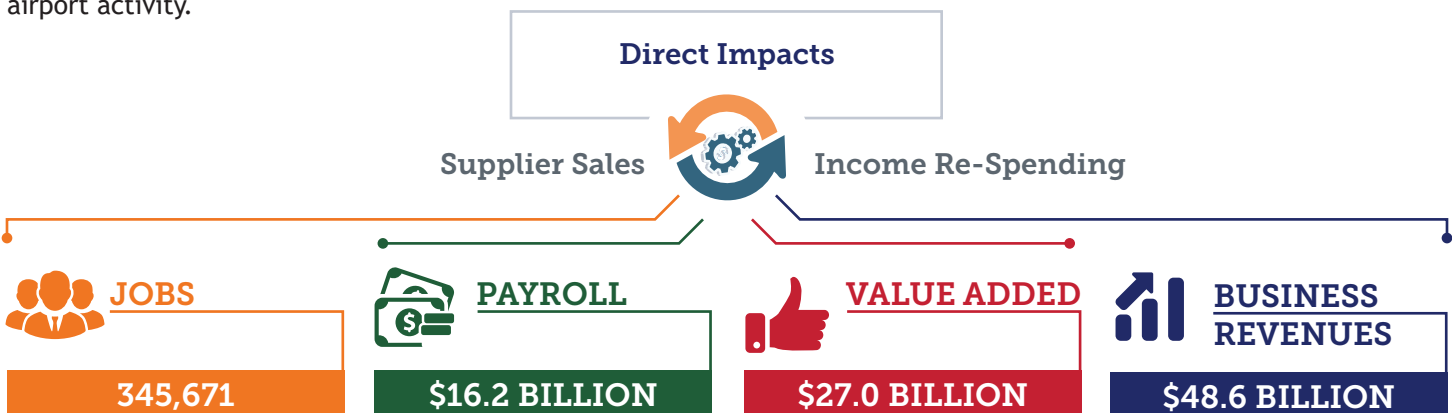 airport activity.
Direct Impacts
Supplier Sales
Income Re-Spending
JOBS
345,671
PAYROLL
$16.2 BILLION
VALUE ADDED
$27.0 BILLION
BUSINESS
REVENUES
$48.6 BILLION